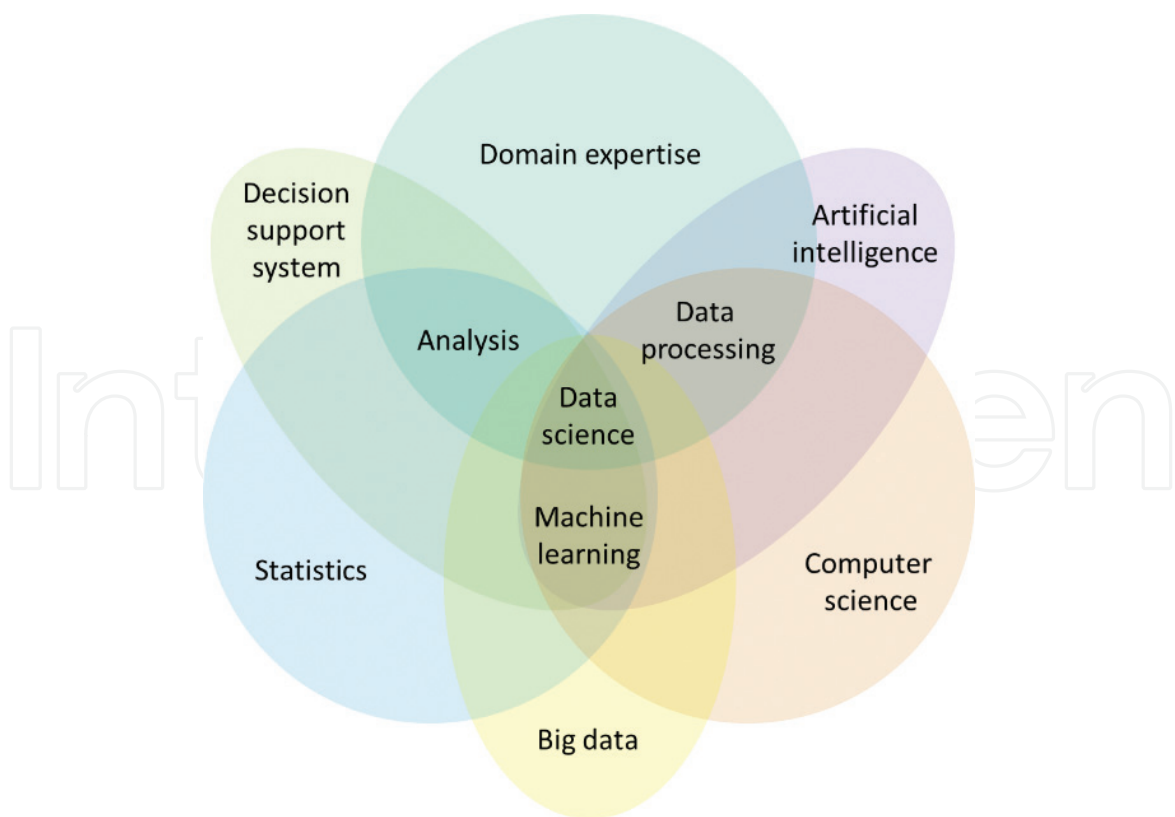 Domain expertise
Decision
support
system
Artificial
intelligence
Analysis
Data
processing
Data
science
Machine
learning
Statistics
Computer
science
Big data